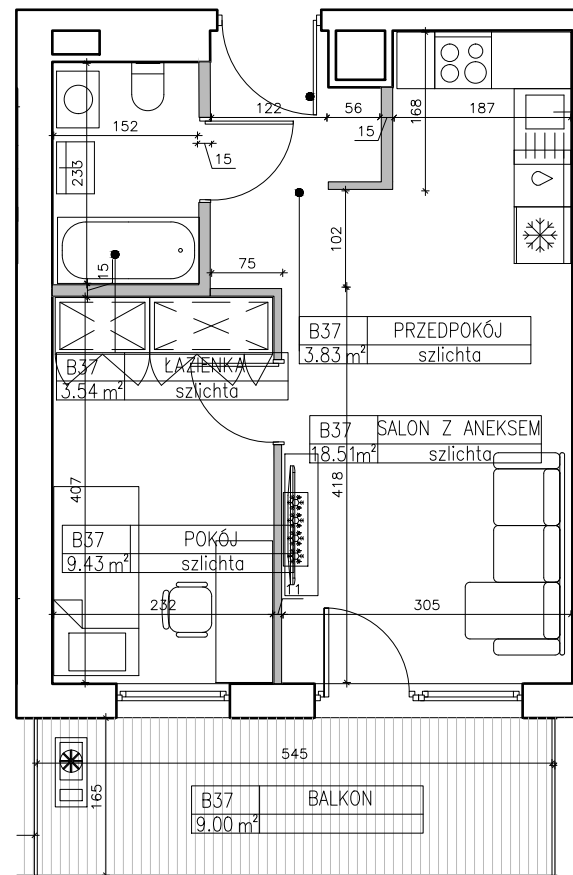 122
56
187
168
152
15
15
233
102
75
15
B37 PRZEDPOKÓJ
3.83 m² szlichta
B37 ŁAZIENKA
3.54 m² szlichta
B37 SALON Z ANEKSEM
18.51m² szlichta
418
407
B37 POKÓJ
9.43 m² szlichta
11
232
305
545
165
B37 BALKON
9.00 m²